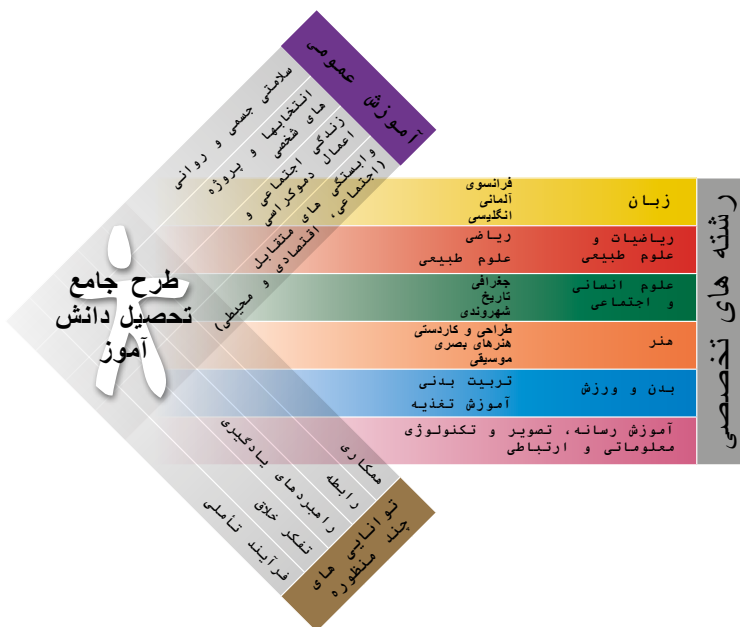 آموزش عمومی
سلامتی جسمی و روانی
انتخابها و پروژه
های شخصی
زندگی اجتماعی و
اعمال دموکراسی
وابستگی های متقابل
(اجتماعی، اقتصادی و محیطی)
طرح جامع
تحصیل دانش
آموز
رشته های تخصصی
زبان
فرانسوی
آلمانی
انگلیسی
ریاضیات و
علوم طبیعی
ریاضی
علوم طبیعی
علوم انسانی
و اجتماعی
جغرافی
تاریخ
شهروندی
هنر
طراحی و کاردستی
هنرهای بصری
موسیقی
بدن و ورزش
تربیت بدنی
آموزش تغذیه
آموزش رسانه، تصویر و تکنولوژی
معلوماتی و ارتباطی
همکاری
رابطه
راهبردهای یادگیری
تفکر خلاق
فرآیند تأملی
توانایی های
چند منظوره